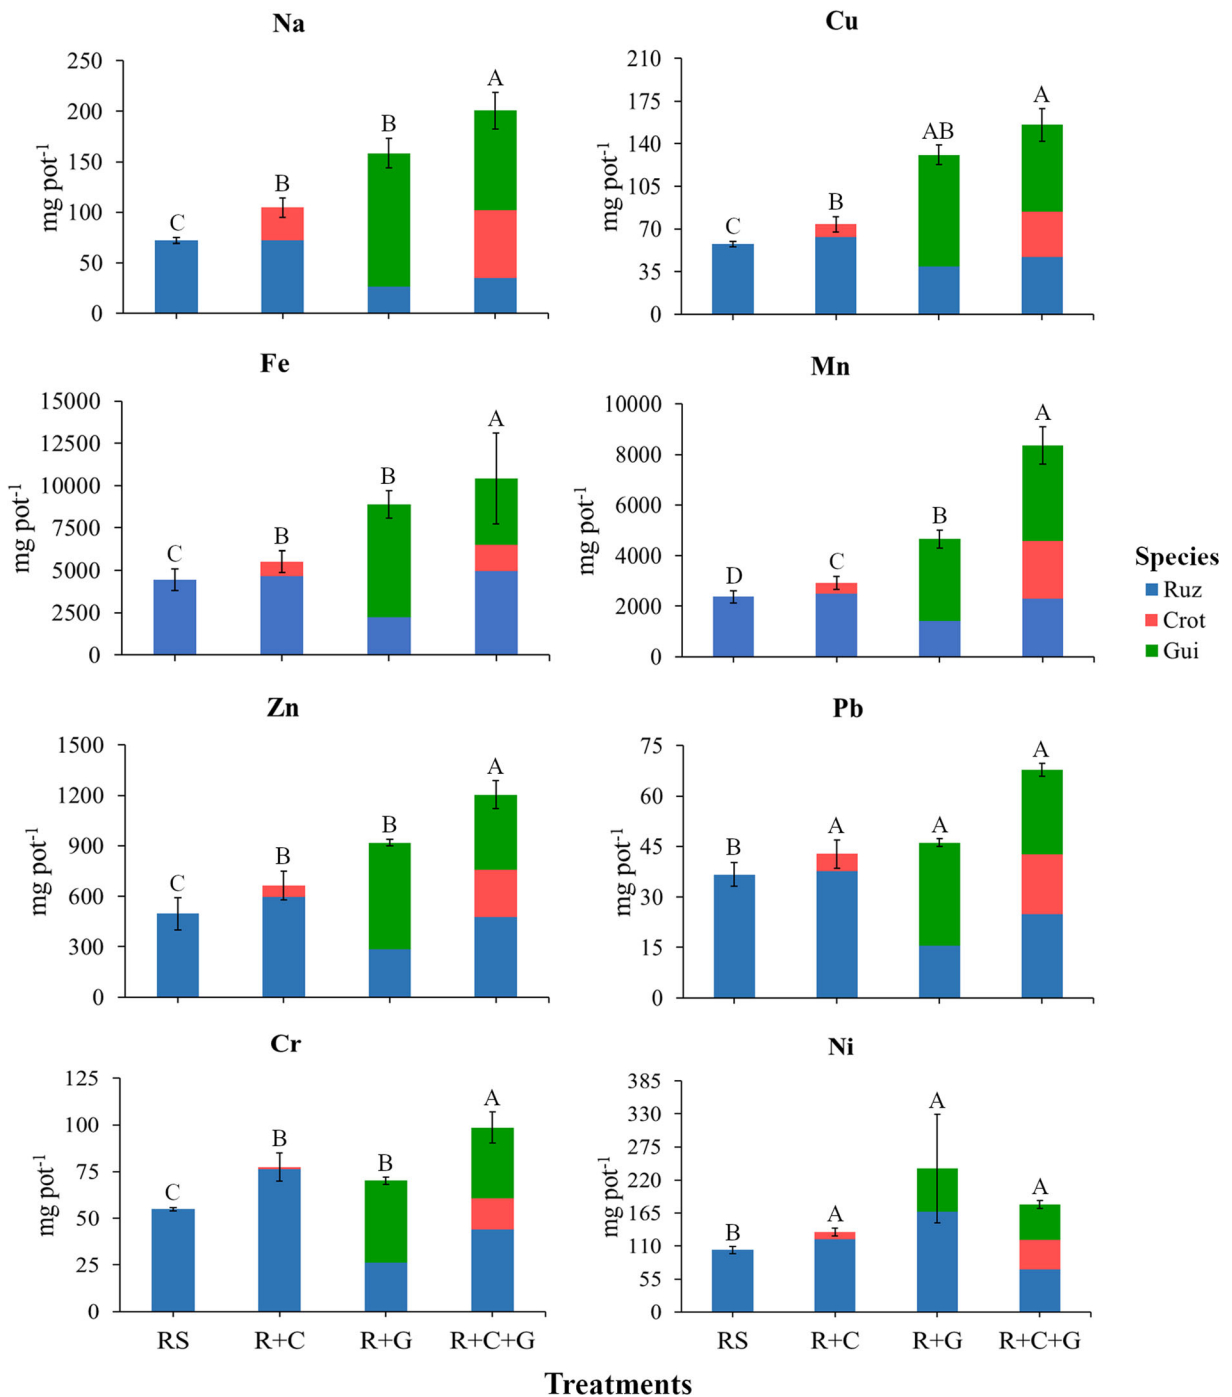 Na
250
200
150
100
50
0
mg pot⁻¹
C
B
B
A
Cu
210
175
140
105
70
35
0
mg pot⁻¹
C
B
AB
A
Fe
15000
12500
10000
7500
5000
2500
0
mg pot⁻¹
C
B
B
A
Mn
10000
8000
6000
4000
2000
0
mg pot⁻¹
D
C
B
A
Species
Ruz
Crot
Gui
Zn
1500
1200
900
600
300
0
mg pot⁻¹
C
B
B
A
Pb
75
60
45
30
15
0
mg pot⁻¹
B
A
A
A
Cr
125
100
75
50
25
0
mg pot⁻¹
C
B
B
A
RS R+C R+G R+C+G
Ni
385
330
275
220
165
110
55
0
mg pot⁻¹
B
A
A
A
RS R+C R+G R+C+G
Treatments